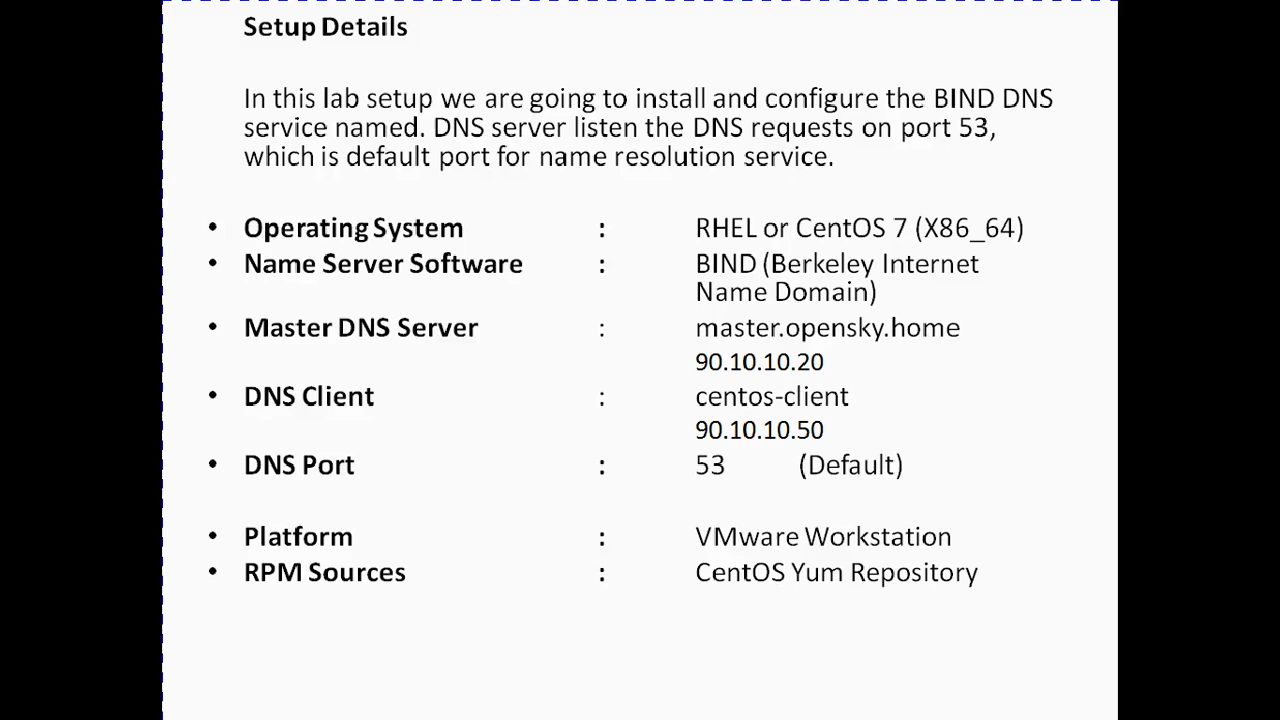 Setup Details
In this lab setup we are going to install and configure the BIND DNS
service named. DNS server listen the DNS requests on port 53,
which is default port for name resolution service.
• Operating System : RHEL or CentOS 7 (X86_64)
• Name Server Software : BIND (Berkeley Internet
Name Domain)
• Master DNS Server : master.opensky.home
90.10.10.20
• DNS Client : centos-client
90.10.10.50
• DNS Port : 53 (Default)
• Platform : VMware Workstation
• RPM Sources : CentOS Yum Repository